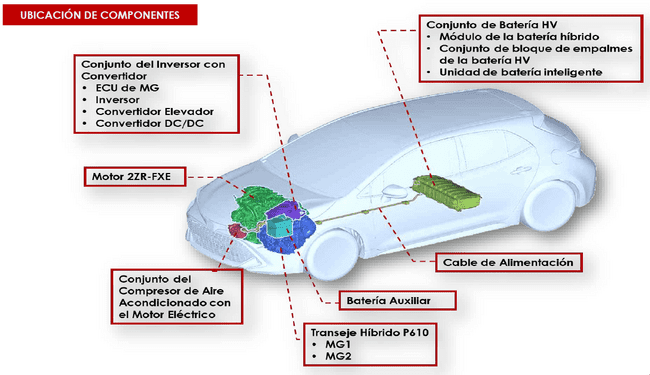 UBICACIÓN DE COMPONENTES
Conjunto de Batería HV
• Módulo de la batería híbrido
• Conjunto de bloque de empalmes
de la batería HV
• Unidad de batería inteligente
Conjunto del Inversor con
Convertidor
• ECU de MG
• Inversor
• Convertidor Elevador
• Convertidor DC/DC
Motor 2ZR-FXE
Cable de Alimentación
Conjunto del
Compresor de Aire
Acondicionado con
el Motor Eléctrico
Batería Auxiliar
Transeje Híbrido P610
• MG1
• MG2